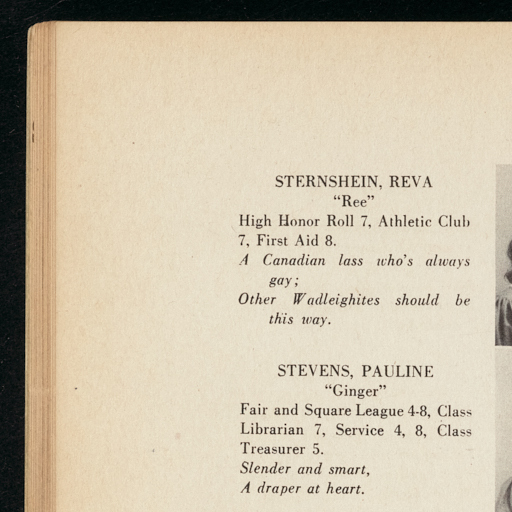 STERNSHEIN, REVA
“Ree”
High Honor Roll 7, Athletic Club
7, First Aid 8.
A Canadian lass who's always
gay;
Other Wadleighites should be
this way.
STEVENS, PAULINE
“Ginger”
Fair and Square League 4-8, Class
Librarian 7, Service 4, 8, Class
Treasurer 5.
Slender and smart,
A draper at heart.